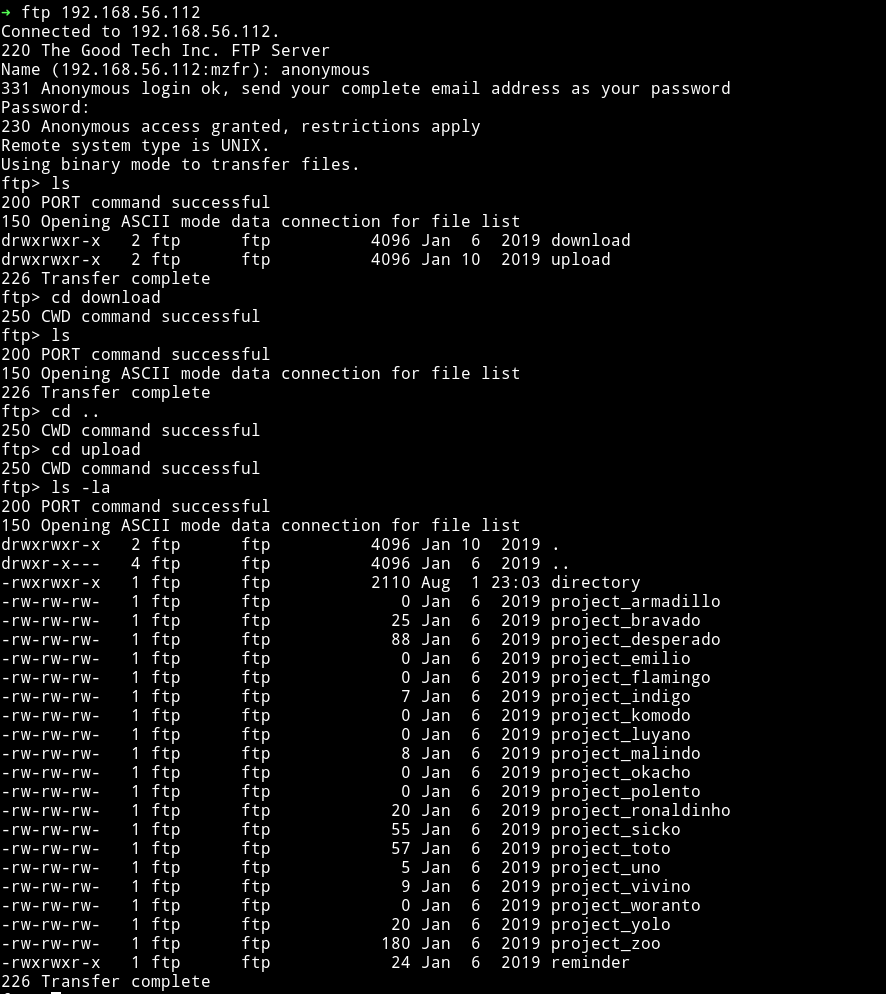 ➜ ftp 192.168.56.112
Connected to 192.168.56.112.
220 The Good Tech Inc. FTP Server
Name (192.168.56.112:mzfr): anonymous
331 Anonymous login ok, send your complete email address as your password
Password:
230 Anonymous access granted, restrictions apply
Remote system type is UNIX.
Using binary mode to transfer files.
ftp> ls
200 PORT command successful
150 Opening ASCII mode data connection for file list
drwxrwxr-x   2 ftp      ftp          4096 Jan  6  2019 download
drwxrwxr-x   2 ftp      ftp          4096 Jan 10  2019 upload
226 Transfer complete
ftp> cd download
250 CWD command successful
ftp> ls
200 PORT command successful
150 Opening ASCII mode data connection for file list
226 Transfer complete
ftp> cd ..
250 CWD command successful
ftp> cd upload
250 CWD command successful
ftp> ls -la
200 PORT command successful
150 Opening ASCII mode data connection for file list
drwxrwxr-x   2 ftp      ftp          4096 Jan 10  2019 .
drwxr-x---   4 ftp      ftp          4096 Jan  6  2019 ..
-rwxrwxr-x   1 ftp      ftp          2110 Aug  1 23:03 directory
-rw-rw-rw-   1 ftp      ftp             0 Jan  6  2019 project_armadillo
-rw-rw-rw-   1 ftp      ftp            25 Jan  6  2019 project_bravado
-rw-rw-rw-   1 ftp      ftp            88 Jan  6  2019 project_desperado
-rw-rw-rw-   1 ftp      ftp             0 Jan  6  2019 project_emilio
-rw-rw-rw-   1 ftp      ftp             0 Jan  6  2019 project_flamingo
-rw-rw-rw-   1 ftp      ftp             7 Jan  6  2019 project_indigo
-rw-rw-rw-   1 ftp      ftp             0 Jan  6  2019 project_komodo
-rw-rw-rw-   1 ftp      ftp             0 Jan  6  2019 project_luyano
-rw-rw-rw-   1 ftp      ftp             8 Jan  6  2019 project_malindo
-rw-rw-rw-   1 ftp      ftp             0 Jan  6  2019 project_okacho
-rw-rw-rw-   1 ftp      ftp             0 Jan  6  2019 project_polento
-rw-rw-rw-   1 ftp      ftp            20 Jan  6  2019 project_ronaldinho
-rw-rw-rw-   1 ftp      ftp            55 Jan  6  2019 project_sicko
-rw-rw-rw-   1 ftp      ftp            57 Jan  6  2019 project_toto
-rw-rw-rw-   1 ftp      ftp             5 Jan  6  2019 project_uno
-rw-rw-rw-   1 ftp      ftp             9 Jan  6  2019 project_vivino
-rw-rw-rw-   1 ftp      ftp             0 Jan  6  2019 project_woranto
-rw-rw-rw-   1 ftp      ftp            20 Jan  6  2019 project_yolo
-rw-rw-rw-   1 ftp      ftp           180 Jan  6  2019 project_zoo
-rwxrwxr-x   1 ftp      ftp            24 Jan  6  2019 reminder
226 Transfer complete